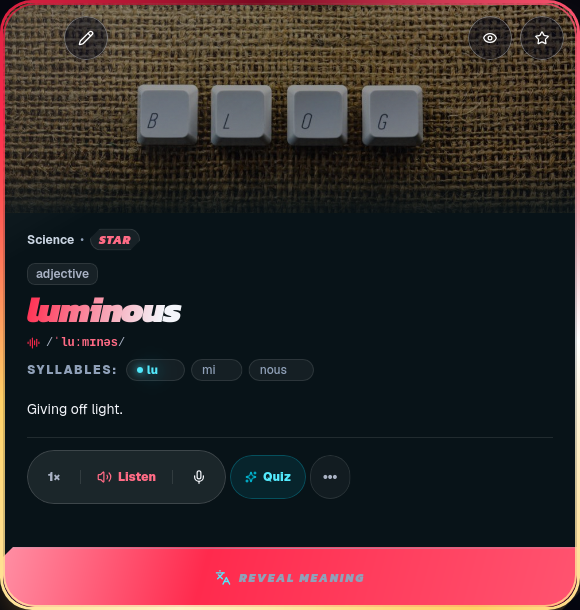 B L O G
Science • STAR
adjective
luminous
/ˈluːmɪnəs/
SYLLABLES: lu mi nous
Giving off light.
1× Listen Quiz •••
REVEAL MEANING